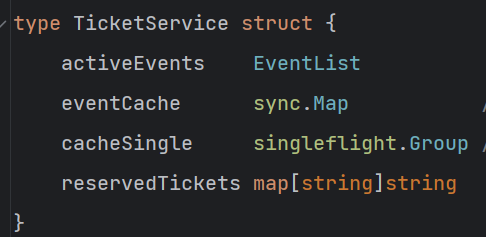 type TicketService struct {
    activeEvents    EventList
    eventCache      sync.Map          /
    cacheSingle     singleflight.Group /
    reservedTickets map[string]string
}